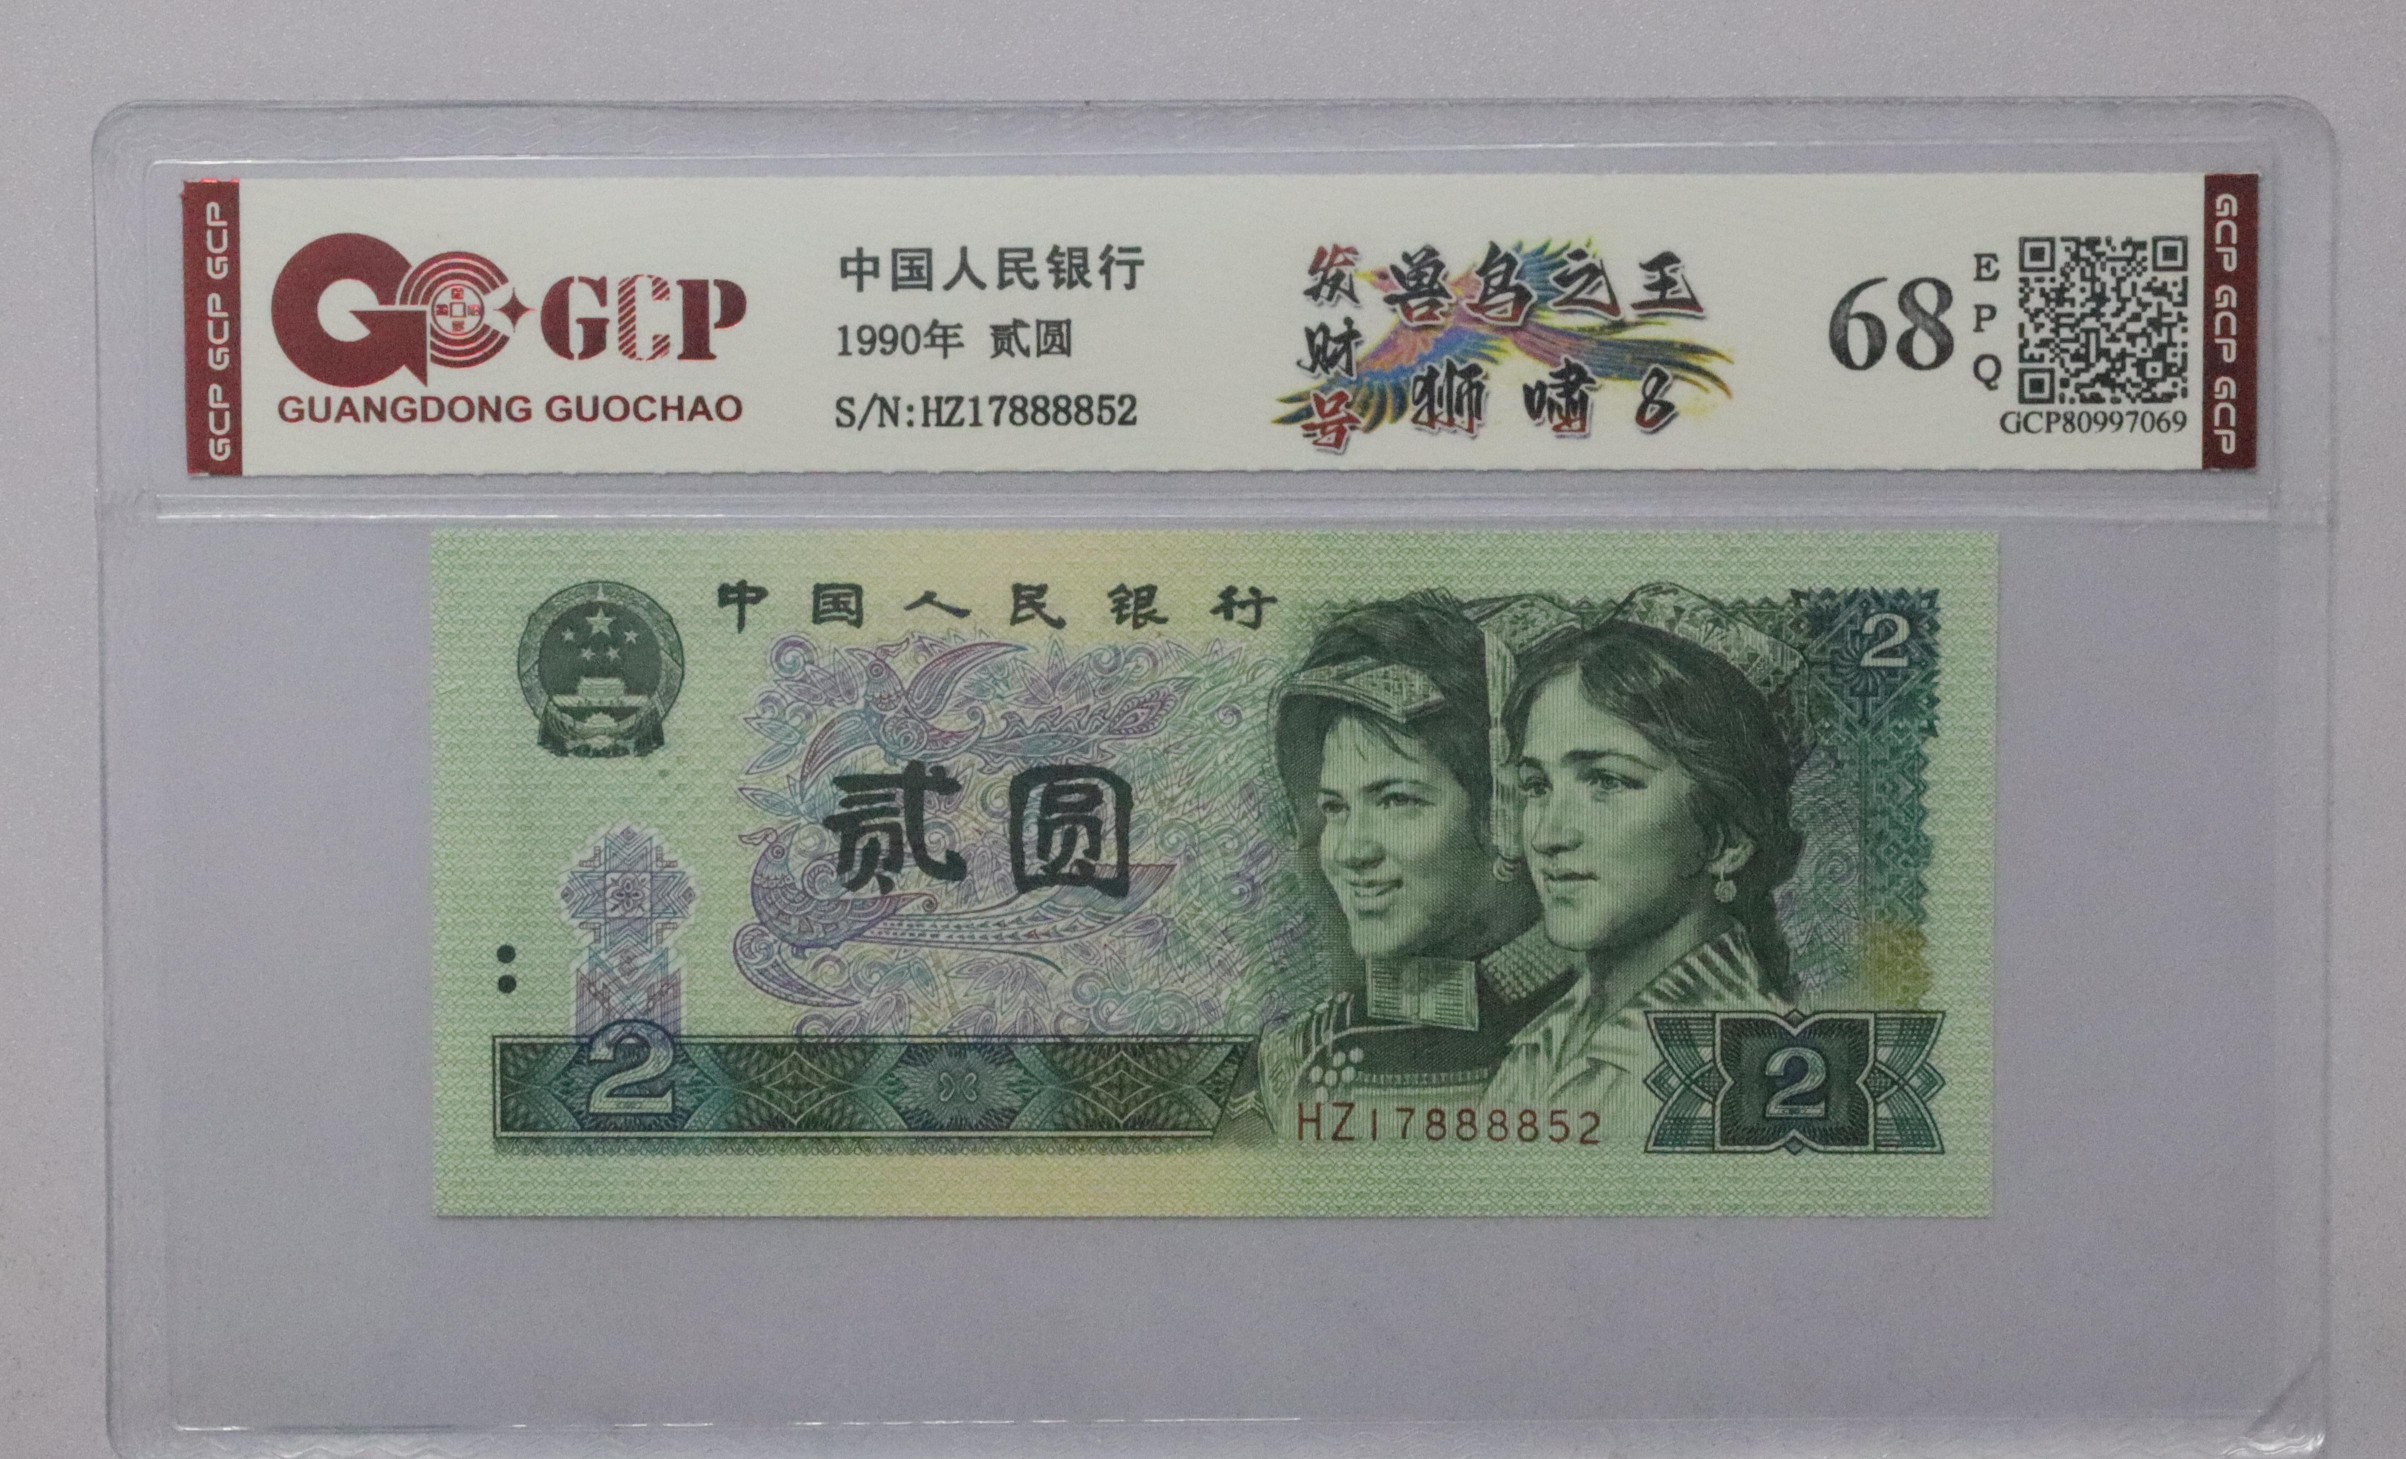 GCP GCP GCP
GCP
GUANGDONG GUOCHAO
中国人民银行
1990年 贰圆
S/N:HZ17888852
发财号
兽鸟之王
狮啸8
68
EPQ
GCP80997069
GCP GCP GCP
中国人民银行
2
贰圆
2
HZ17888852
2